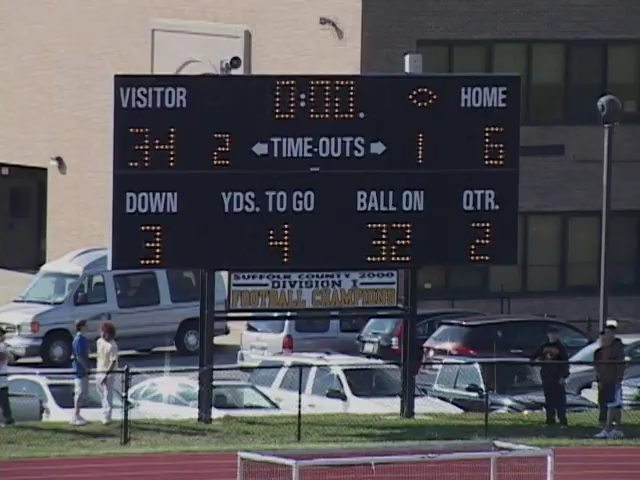 VISITOR 0:00. HOME
34 2 TIME-OUTS 1 6
DOWN YDS. TO GO BALL ON QTR.
3 4 32 2
SUFFOLK COUNTY 2000
DIVISION I
FOOTBALL CHAMPIONS